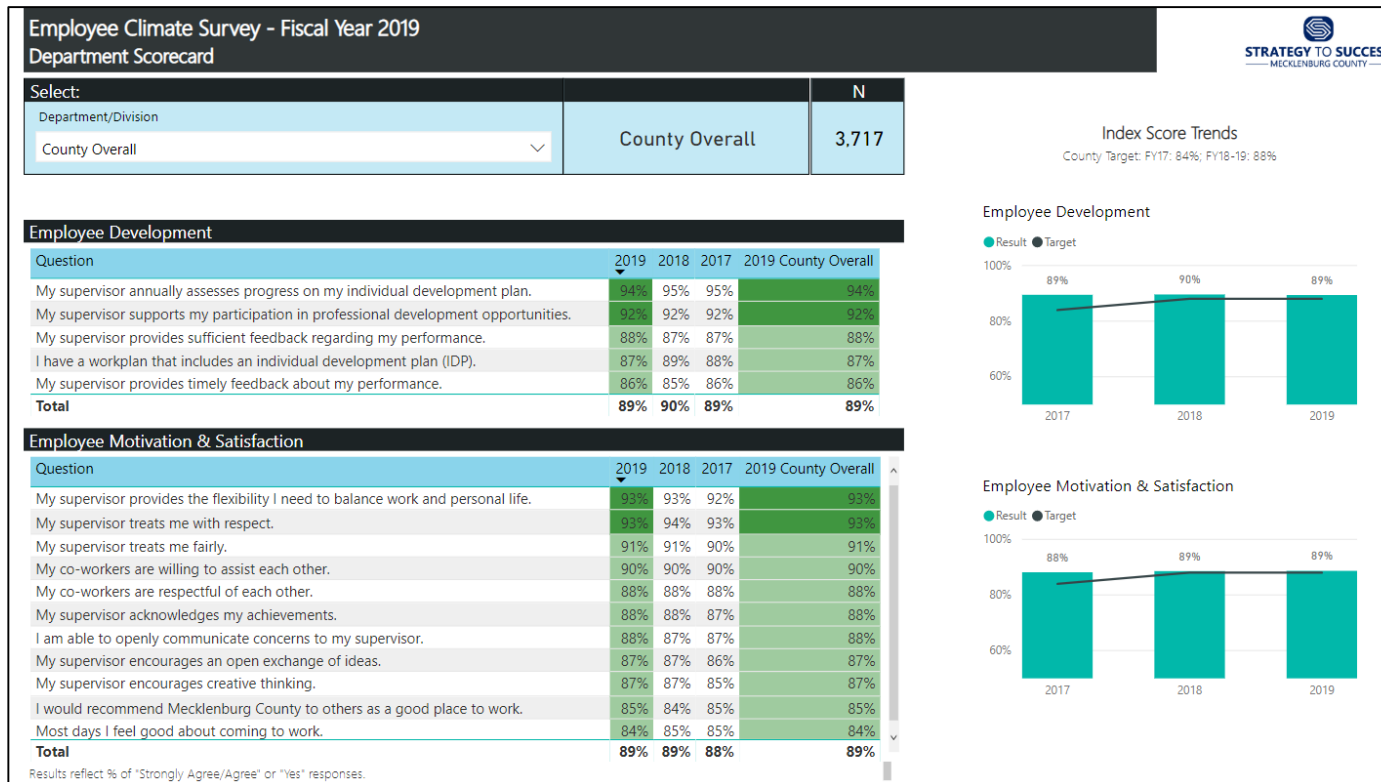 Employee Climate Survey - Fiscal Year 2019
Department Scorecard
STRATEGY TO SUCCES
MECKLENBURG COUNTY
Select:
N
Department/Division
County Overall
County Overall
3,717
Index Score Trends
County Target: FY17: 84%; FY18-19: 88%
Employee Development
Question 2019 2018 2017 2019 County Overall
My supervisor annually assesses progress on my individual development plan. 94% 95% 95% 94%
My supervisor supports my participation in professional development opportunities. 92% 92% 92% 92%
My supervisor provides sufficient feedback regarding my performance. 88% 87% 87% 88%
I have a workplan that includes an individual development plan (IDP). 87% 89% 88% 87%
My supervisor provides timely feedback about my performance. 86% 85% 86% 86%
Total 89% 90% 89% 89%
Employee Motivation & Satisfaction
Question 2019 2018 2017 2019 County Overall
My supervisor provides the flexibility I need to balance work and personal life. 93% 93% 92% 93%
My supervisor treats me with respect. 93% 94% 93% 93%
My supervisor treats me fairly. 91% 91% 90% 91%
My co-workers are willing to assist each other. 90% 90% 90% 90%
My co-workers are respectful of each other. 88% 88% 88% 88%
My supervisor acknowledges my achievements. 88% 88% 87% 88%
I am able to openly communicate concerns to my supervisor. 88% 87% 87% 88%
My supervisor encourages an open exchange of ideas. 87% 87% 86% 87%
My supervisor encourages creative thinking. 87% 87% 85% 87%
I would recommend Mecklenburg County to others as a good place to work. 85% 84% 85% 85%
Most days I feel good about coming to work. 84% 85% 85% 84%
Total 89% 89% 88% 89%
Results reflect % of "Strongly Agree/Agree" or "Yes" responses.
Employee Development
Result Target
100%
89% 90% 89%
80%
60%
2017 2018 2019
Employee Motivation & Satisfaction
Result Target
100%
88% 89% 89%
80%
60%
2017 2018 2019